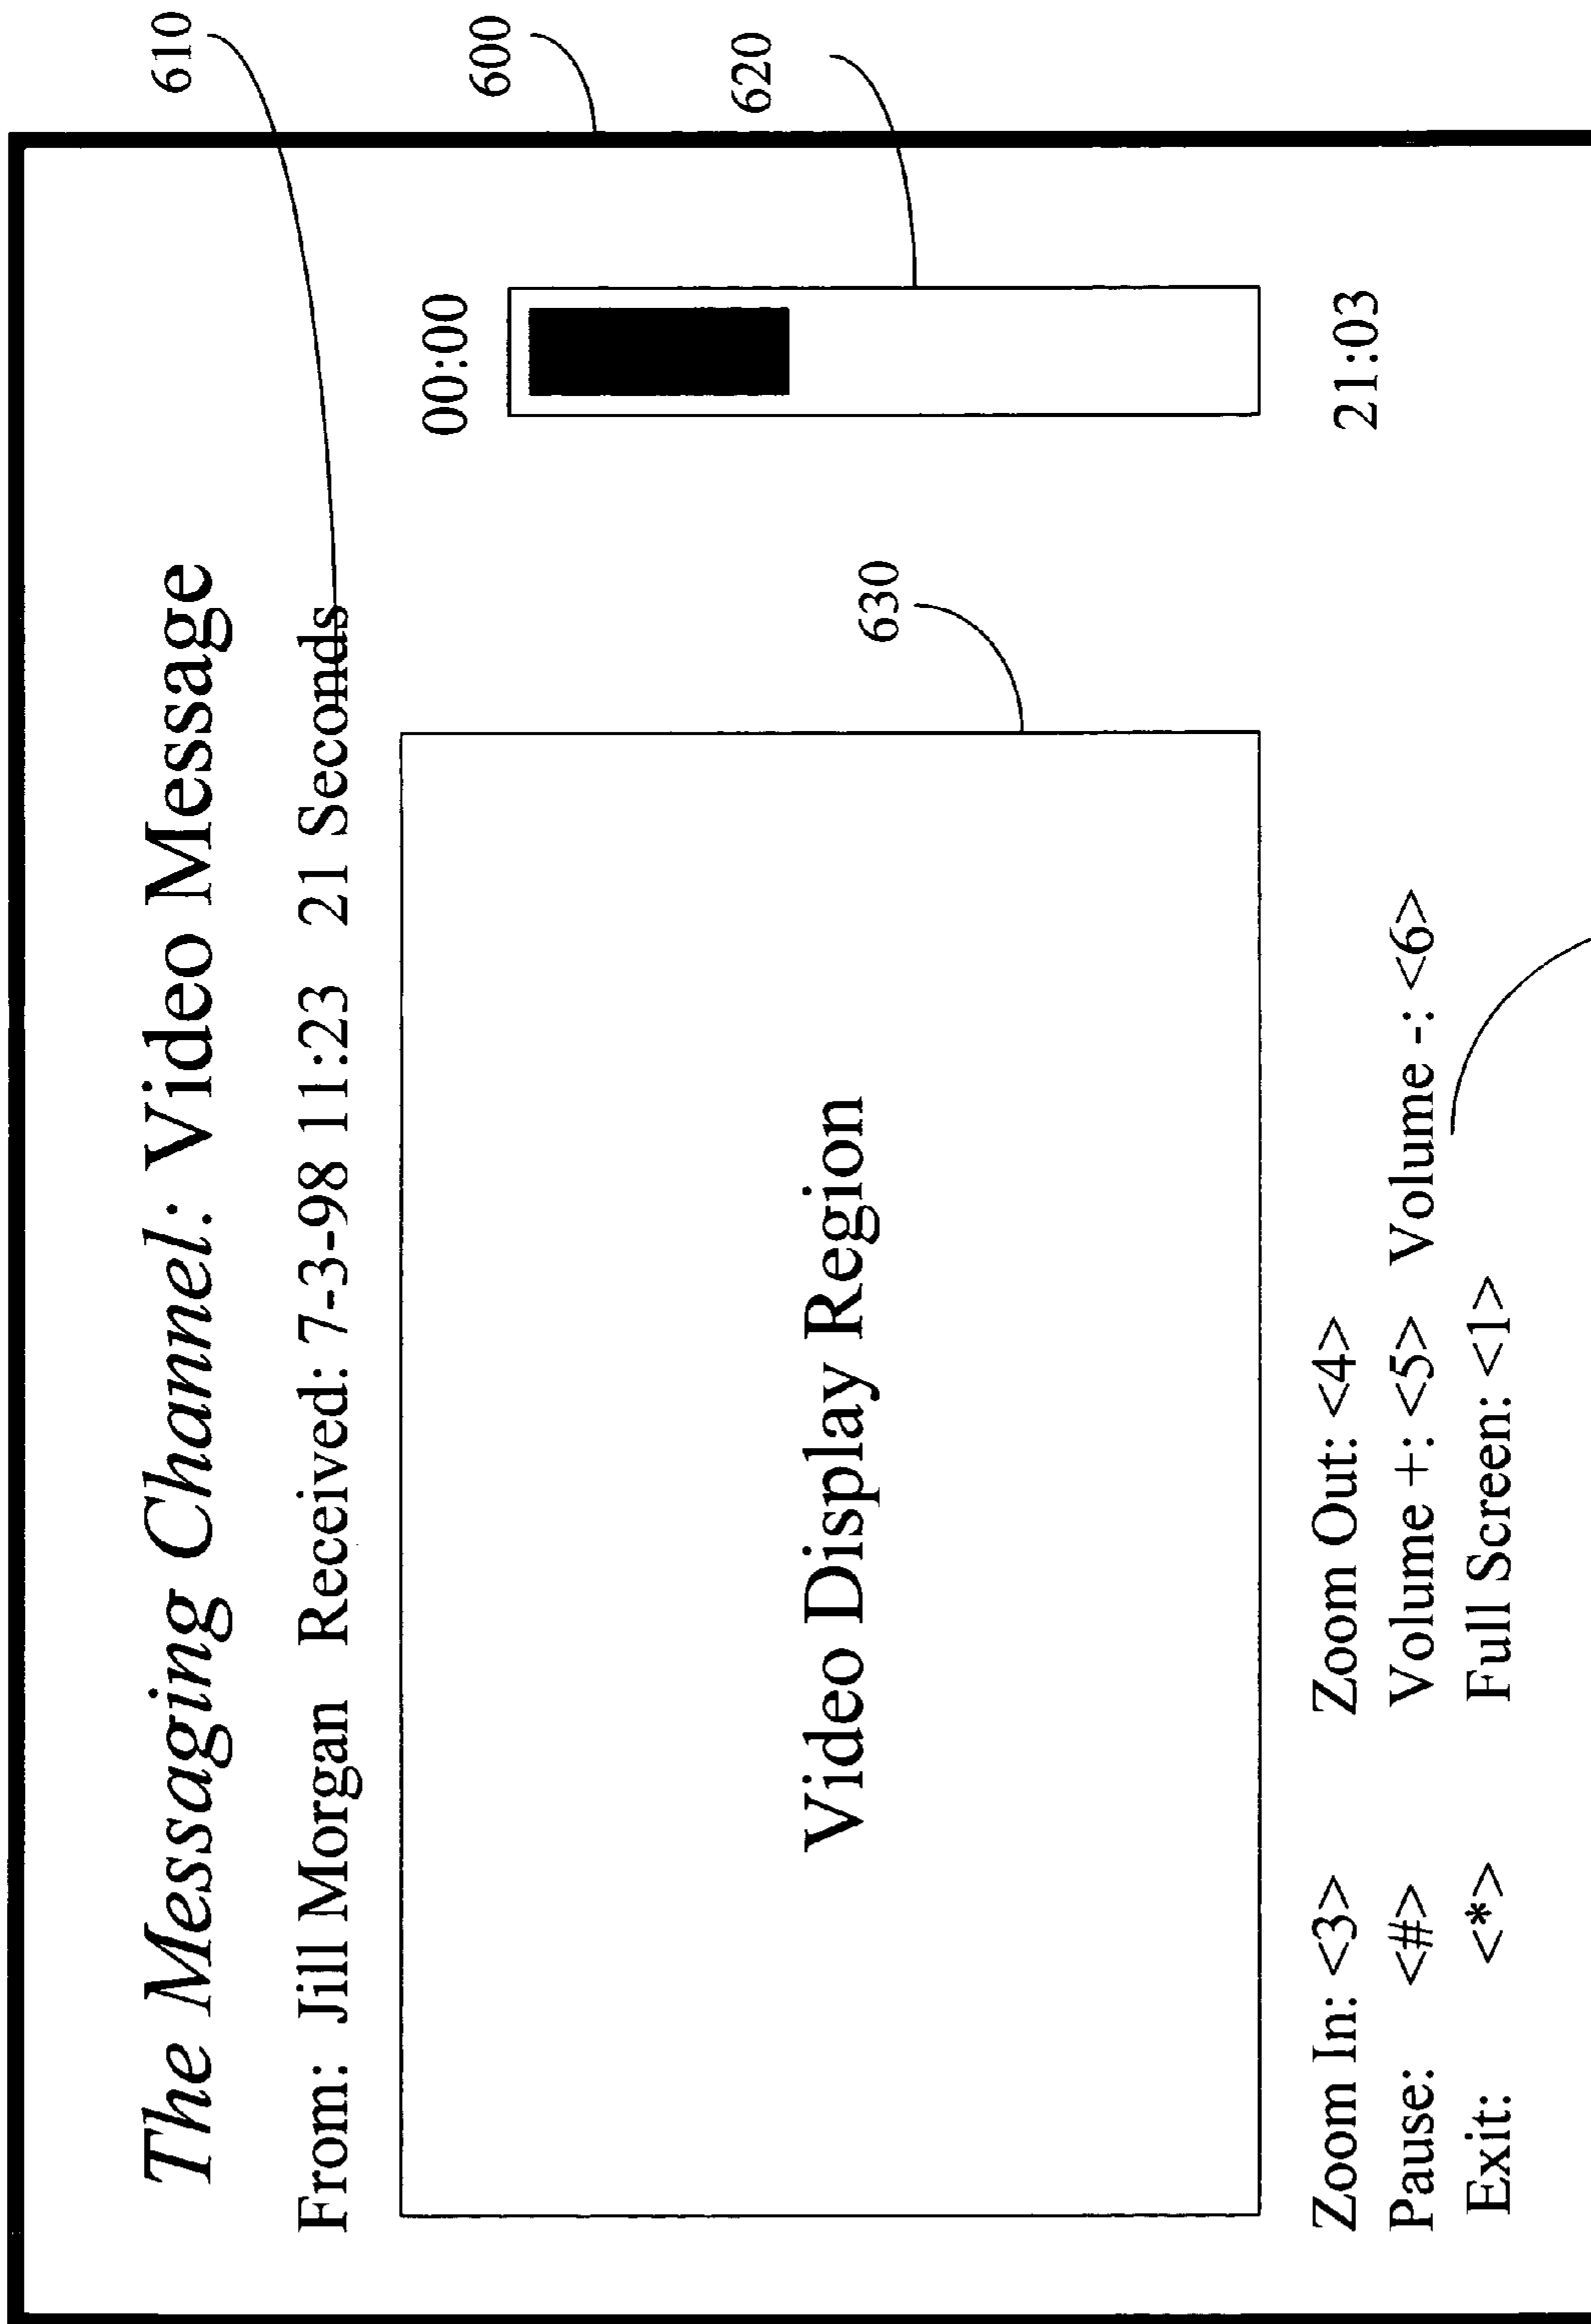 The Messaging Channel: Video Message
From: Jill Morgan Received: 7-3-98 11:23 21 Seconds
610
00:00
600
620
Video Display Region
630
21:03
Zoom In: <3> Zoom Out: <4>
Pause: <#> Volume +: <5> Volume -: <6>
Exit: <*> Full Screen: <1>